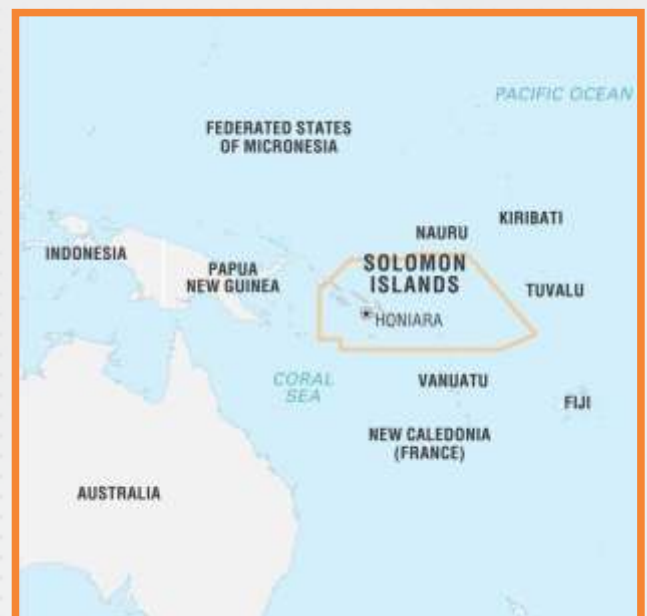 PACIFIC OCEAN
FEDERATED STATES
OF MICRONESIA
KIRIBATI
NAURU
INDONESIA
SOLOMON
ISLANDS
PAPUA
NEW GUINEA
TUVALU
HONIARA
CORAL
SEA
VANUATU
FIJI
NEW CALEDONIA
(FRANCE)
AUSTRALIA